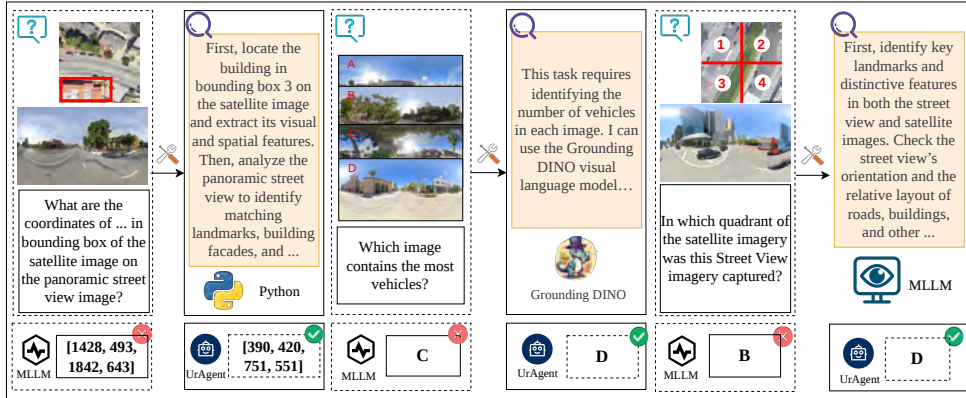 What are the
coordinates of ... in
bounding box of the
satellite image on
the panoramic street
view image?
First, locate the
building in
bounding box 3 on
the satellite image
and extract its visual
and spatial features.
Then, analyze the
panoramic street
view to identify
matching
landmarks, building
facades, and ...
Python
A
B
C
D
Which image
contains the most
vehicles?
This task requires
identifying the
number of vehicles
in each image. I can
use the Grounding
DINO visual
language model…
Grounding DINO
1
2
3
4
In which quadrant of
the satellite imagery
was this Street View
imagery captured?
First, identify key
landmarks and
distinctive features
in both the street
view and satellite
images. Check the
street view's
orientation and the
relative layout of
roads, buildings,
and other ...
MLLM
MLLM
[1428, 493,
1842, 643]
UrAgent
[390, 420,
751, 551]
MLLM
C
UrAgent
D
MLLM
B
UrAgent
D